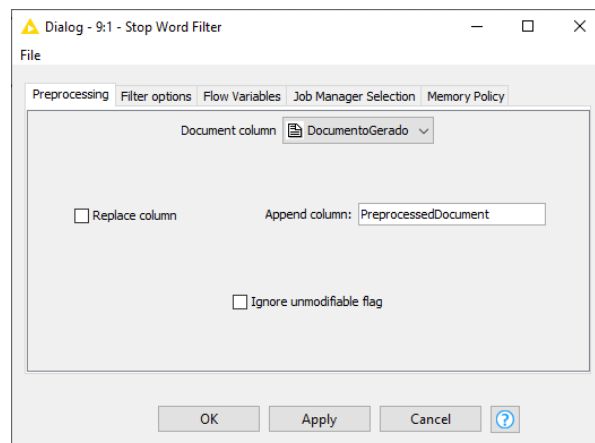 Dialog - 9:1 - Stop Word Filter
File
Preprocessing Filter options Flow Variables Job Manager Selection Memory Policy
Document column DocumentoGerado
Replace column Append column: PreprocessedDocument
Ignore unmodifiable flag
OK Apply Cancel ?